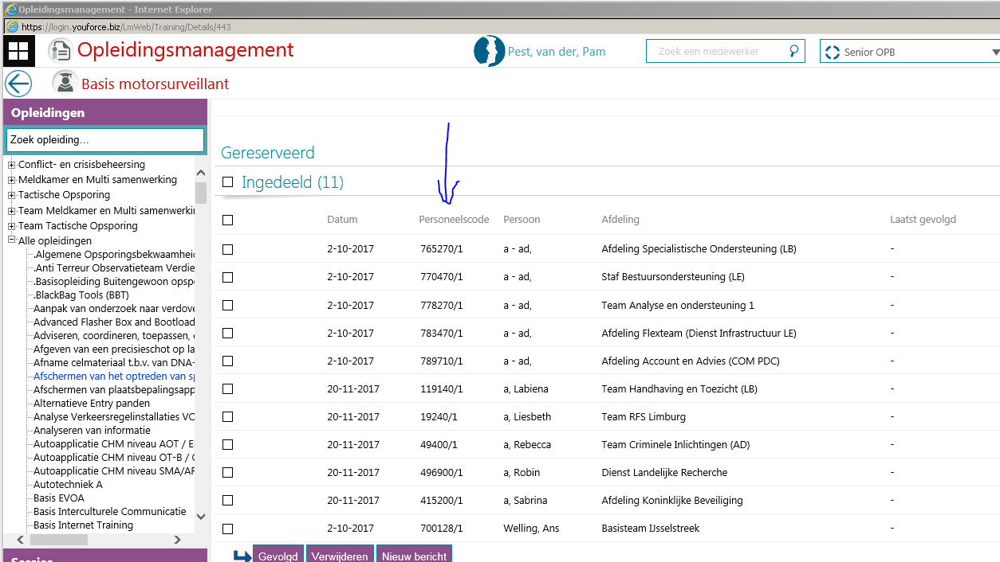 Opleidingsmanagement - Internet Explorer
https://login.youforce.biz/LmWeb/Training/Details/443
Opleidingsmanagement
Pest, van der, Pam
Zoek een medewerker
Senior OPB
Basis motorsurveillant
Opleidingen
Zoek opleiding...
Conflict- en crisisbeheersing
Meldkamer en Multi samenwerking
Tactische Opsporing
Team Meldkamer en Multi samenwerkin
Team Tactische Opsporing
Alle opleidingen
.Algemene Opsporingsbekwaamheid
.Anti Terreur Observatieteam Verdie
.Basisopleiding Buitengewoon opspo
.BlackBag Tools (BBT)
Aanpak van onderzoek naar verdove
Advanced Flasher Box and Bootload
Adviseren, coordineren, toepassen, e
Afgeven van een precisieschot op la
Afname celmateriaal t.b.v. van DNA-
Afschermen van het optreden van sp
Afschermen van plaatsbepalingsapp
Alternatieve Entry panden
Analyse Verkeersregelinstallaties VC
Analyseren van informatie
Autoapplicatie CHM niveau AOT / E
Autoapplicatie CHM niveau OT-B / O
Autoapplicatie CHM niveau SMA/AR
Autotechniek A
Basis EVOA
Basis Interculturele Communicatie
Basis Internet Training
Sessies
Gereserveerd
Ingedeeld (11)
Datum Personeelscode Persoon Afdeling Laatst gevolgd
2-10-2017 765270/1 a - ad, Afdeling Specialistische Ondersteuning (LB) -
2-10-2017 770470/1 a - ad, Staf Bestuursondersteuning (LE) -
2-10-2017 778270/1 a - ad, Team Analyse en ondersteuning 1 -
2-10-2017 783470/1 a - ad, Afdeling Flexteam (Dienst Infrastructuur LE) -
2-10-2017 789710/1 a - ad, Afdeling Account en Advies (COM PDC) -
20-11-2017 119140/1 a, Labiena Team Handhaving en Toezicht (LB) -
20-11-2017 19240/1 a, Liesbeth Team RFS Limburg -
20-11-2017 49400/1 a, Rebecca Team Criminele Inlichtingen (AD) -
20-11-2017 496900/1 a, Robin Dienst Landelijke Recherche -
20-11-2017 415200/1 a, Sabrina Afdeling Koninklijke Beveiliging -
2-10-2017 700128/1 Welling, Ans Basisteam IJsselstreek -
Gevolgd Verwijderen Nieuw bericht